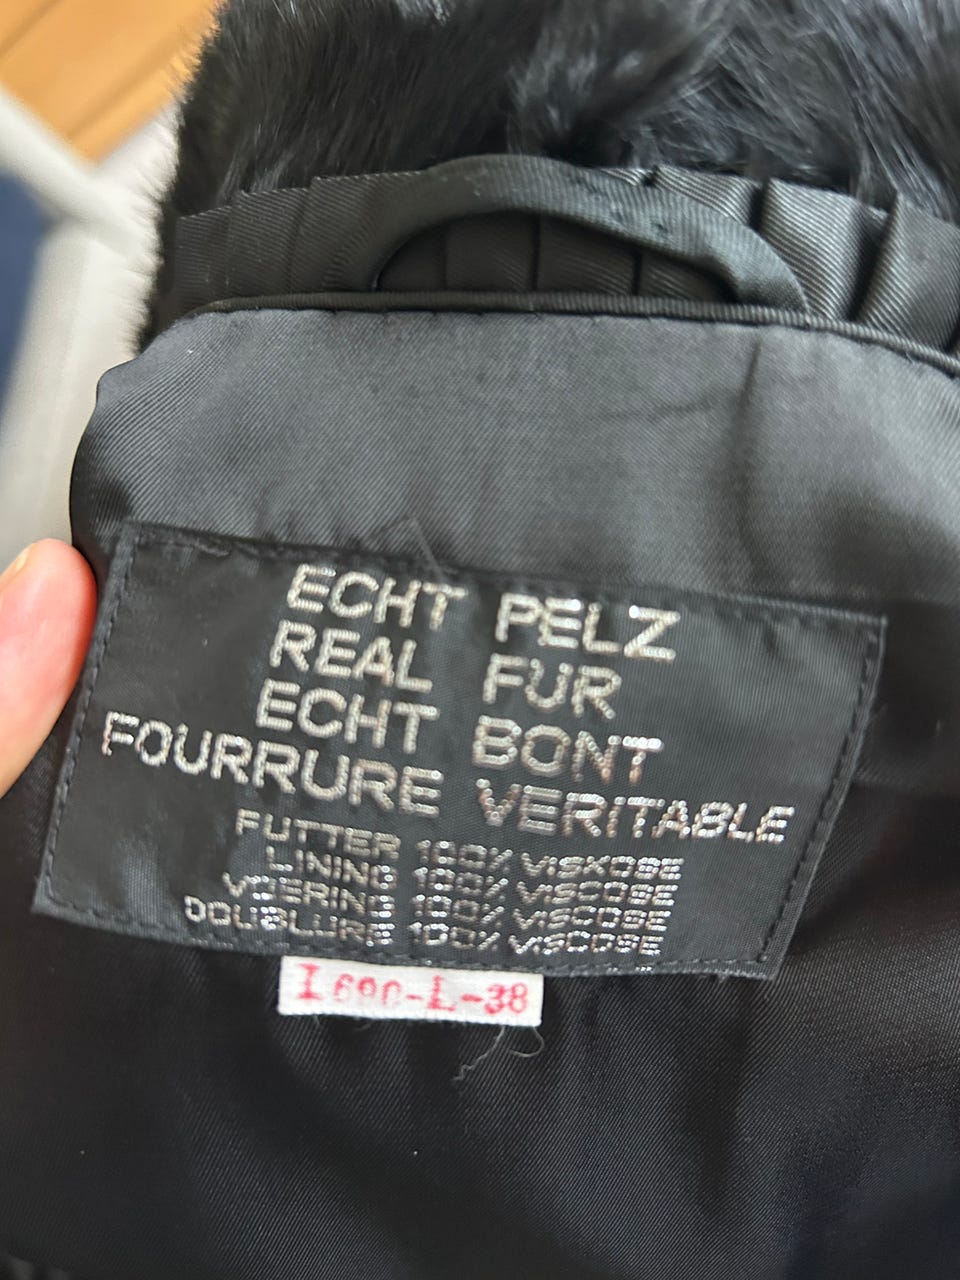 ECHT PELZ
REAL FUR
ECHT BONT
FOURRURE VERITABLE
FUTTER 100% VISKOSE
LINING 100% VISCOSE
VOERING 100% VISCOSE
DOUBLURE 100% VISCOSE
I 690-L-38